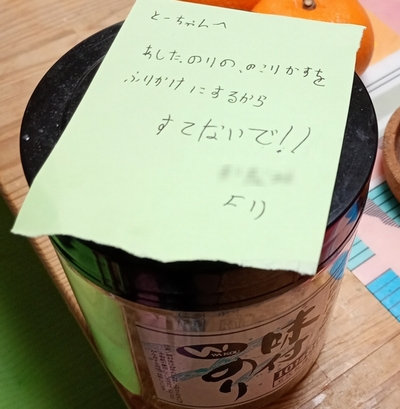 とーちゃんへ
あした、のりの、のこりかすを
ふりかけにするから
すてないで!!
より
味付
のり